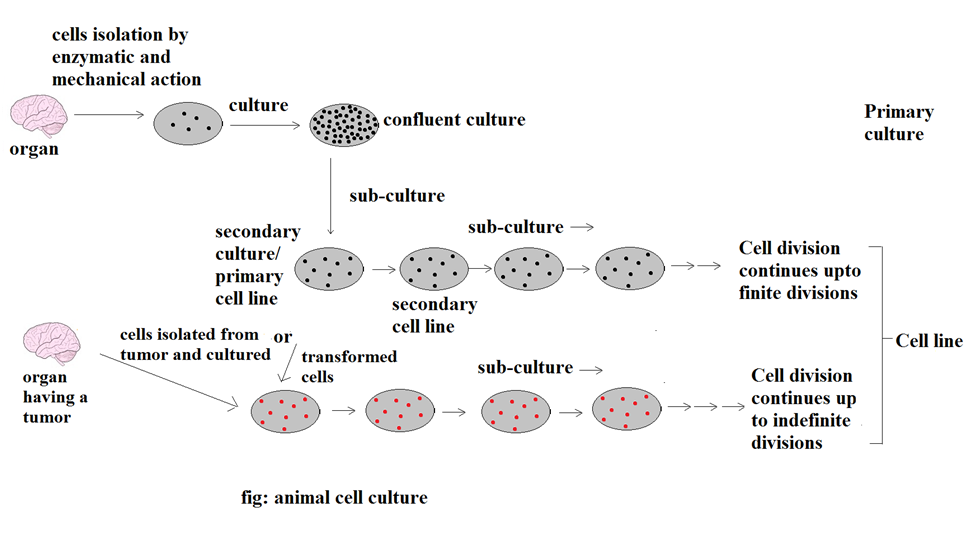 cells isolation by
enzymatic and
mechanical action
organ
culture
confluent culture
Primary
culture
sub-culture
secondary
culture/
primary
cell line
sub-culture
secondary
cell line
Cell division
continues upto
finite divisions
Cell line
organ
having a
tumor
cells isolated from
tumor and cultured
or
transformed
cells
sub-culture
Cell division
continues up
to indefinite
divisions
fig: animal cell culture